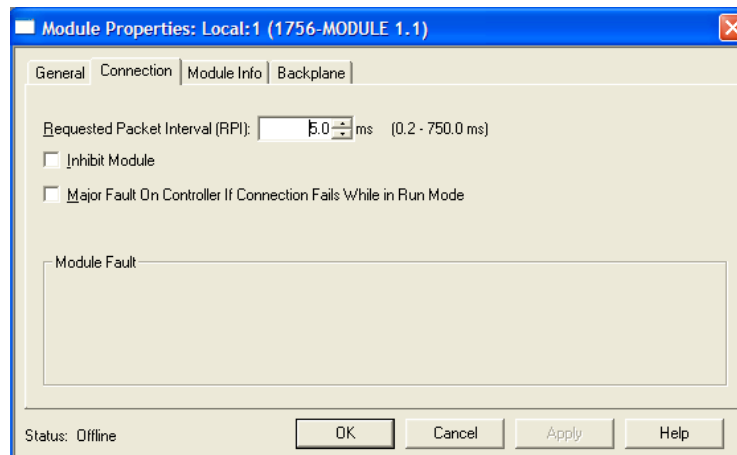 Module Properties: Local:1 (1756-MODULE 1.1)
General Connection Module Info Backplane
Requested Packet Interval (RPI): 5.0 ms (0.2 - 750.0 ms)
Inhibit Module
Major Fault On Controller If Connection Fails While in Run Mode
Module Fault
Status: Offline OK Cancel Apply Help